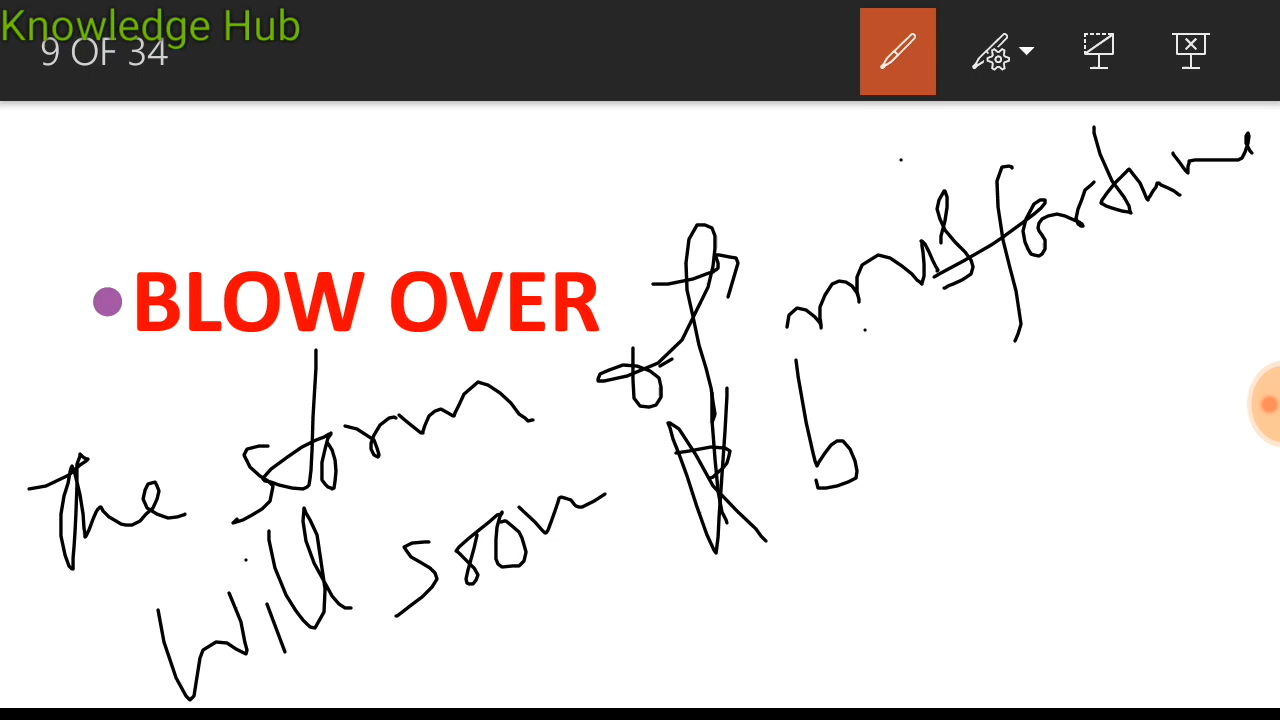 Knowledge Hub
9 OF 34
• BLOW OVER
The storm of misfortune
will soon b